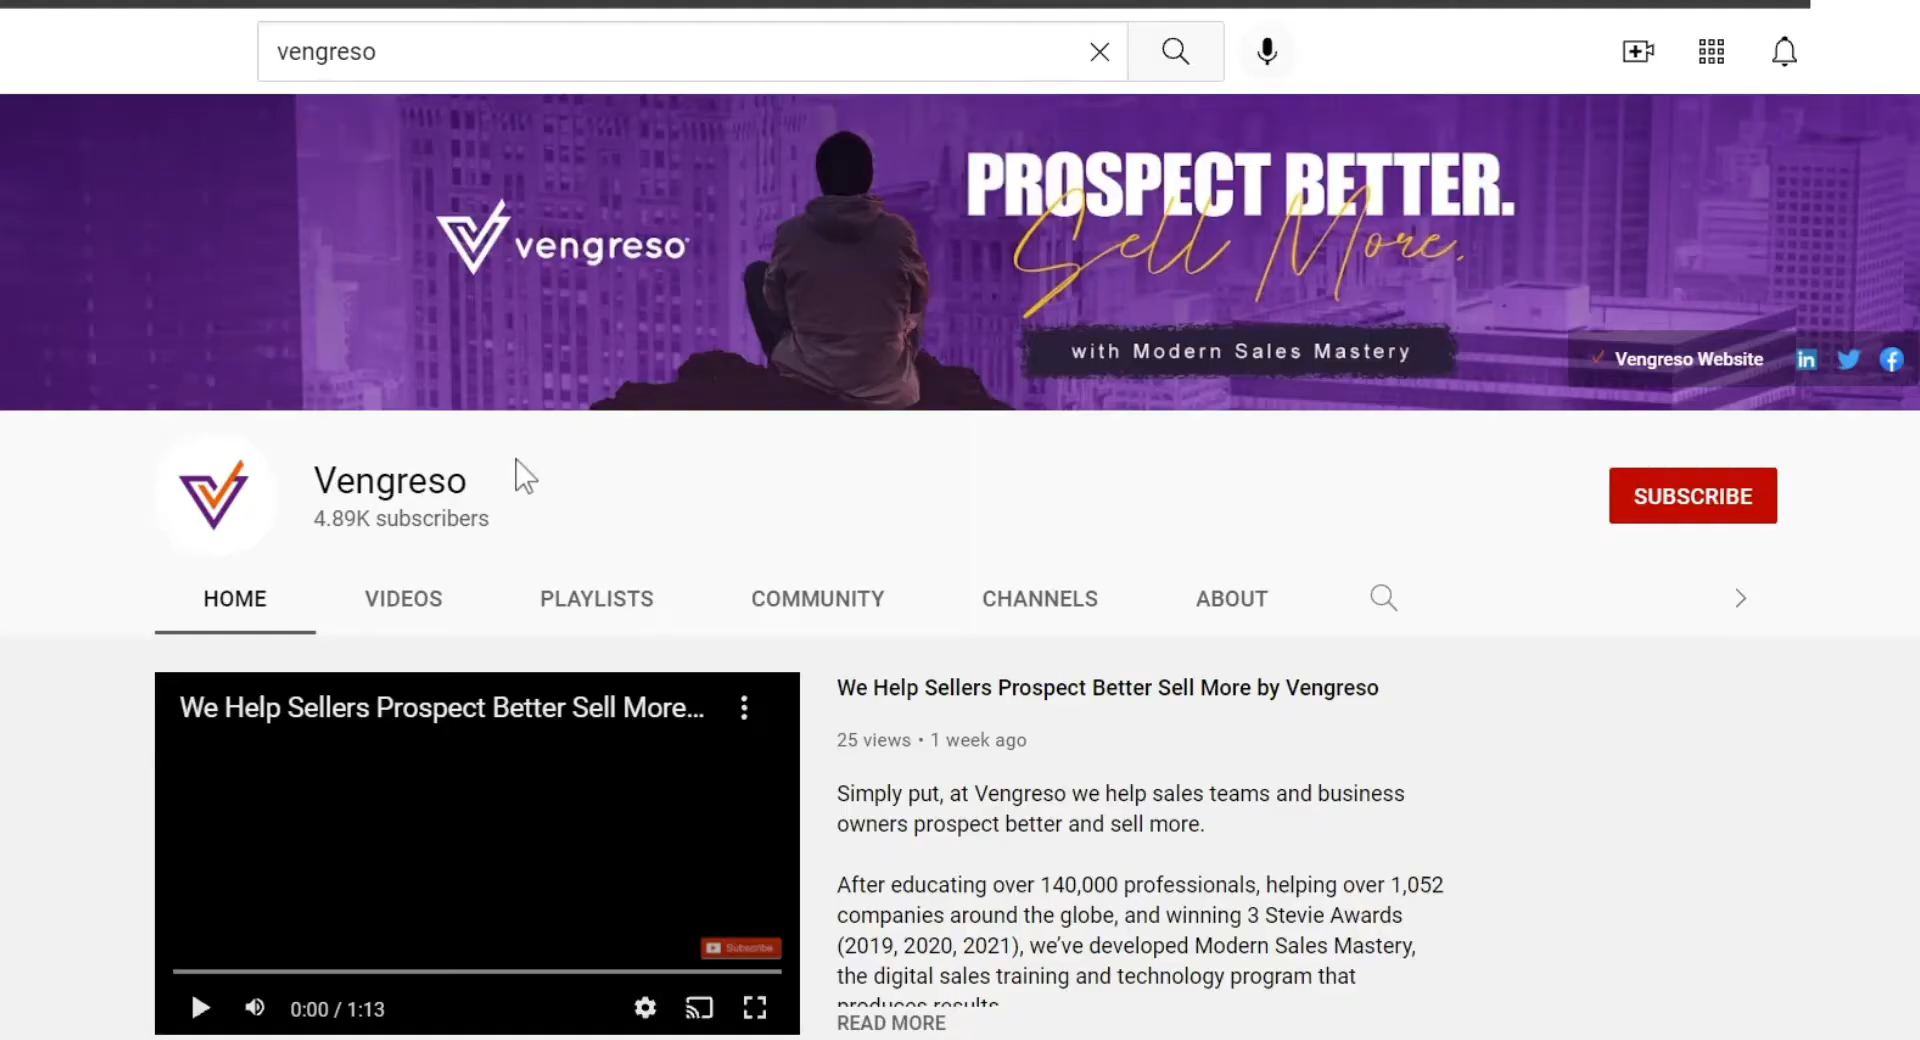 vengreso
vengreso
PROSPECT BETTER.
Sell More.
with Modern Sales Mastery
Vengreso Website
Vengreso
4.89K subscribers
SUBSCRIBE
HOME VIDEOS PLAYLISTS COMMUNITY CHANNELS ABOUT
We Help Sellers Prospect Better Sell More...
Subscribe
0:00 / 1:13
We Help Sellers Prospect Better Sell More by Vengreso
25 views • 1 week ago
Simply put, at Vengreso we help sales teams and business
owners prospect better and sell more.
After educating over 140,000 professionals, helping over 1,052
companies around the globe, and winning 3 Stevie Awards
(2019, 2020, 2021), we've developed Modern Sales Mastery,
the digital sales training and technology program that
produces results
READ MORE